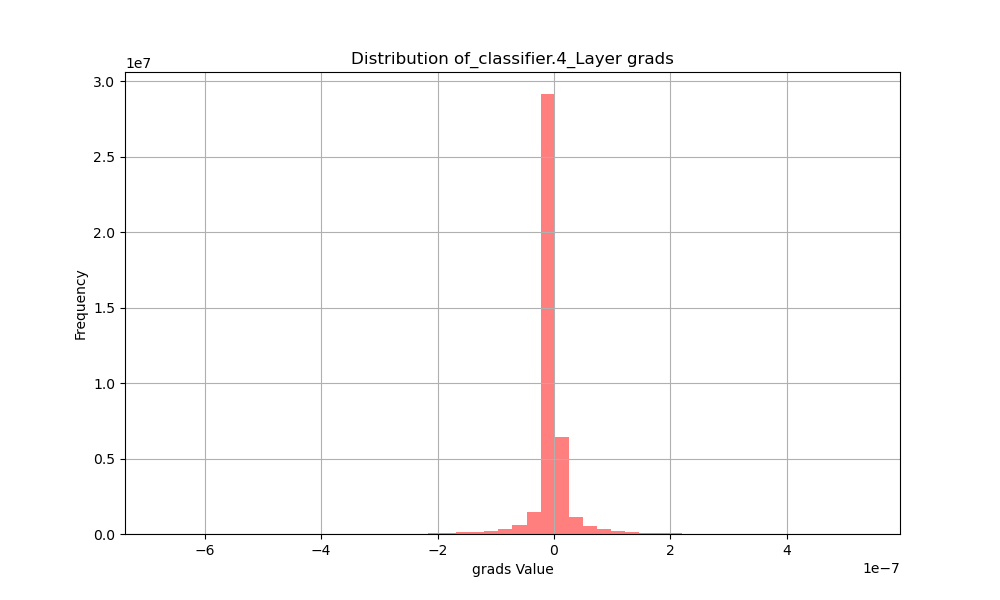 Distribution of_classifier.4_Layer grads
1e7
3.0
2.5
2.0
1.5
1.0
0.5
0.0
Frequency
−6 −4 −2 0 2 4
grads Value
1e−7